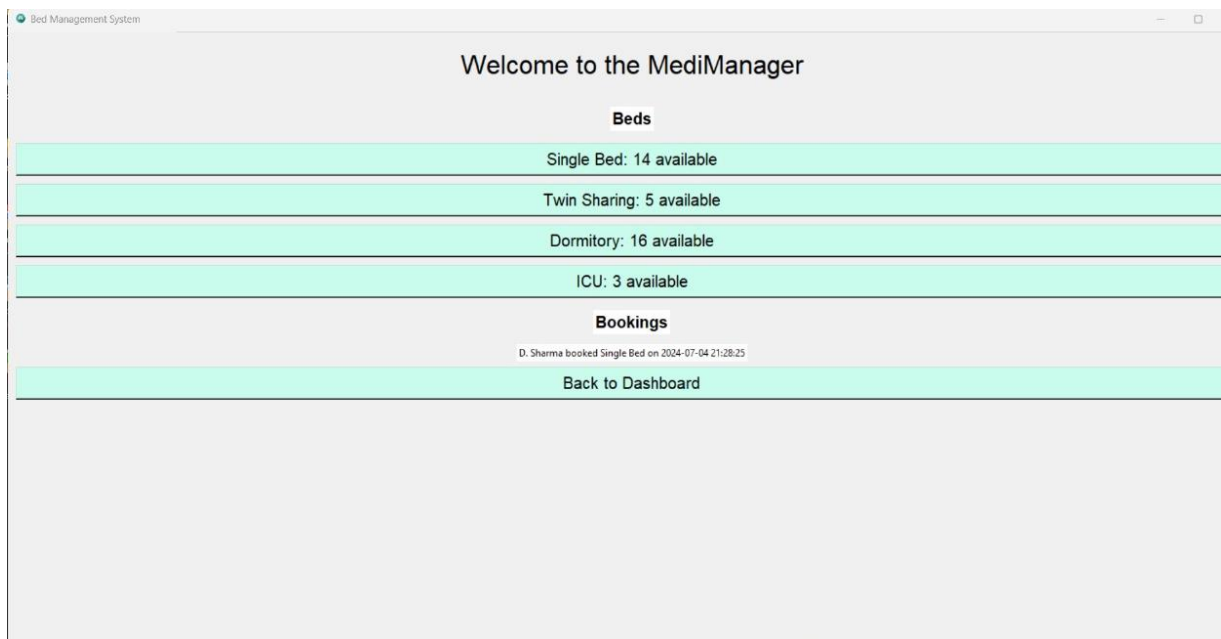 Bed Management System
Welcome to the MediManager
Beds
Single Bed: 14 available
Twin Sharing: 5 available
Dormitory: 16 available
ICU: 3 available
Bookings
D. Sharma booked Single Bed on 2024-07-04 21:28:25
Back to Dashboard